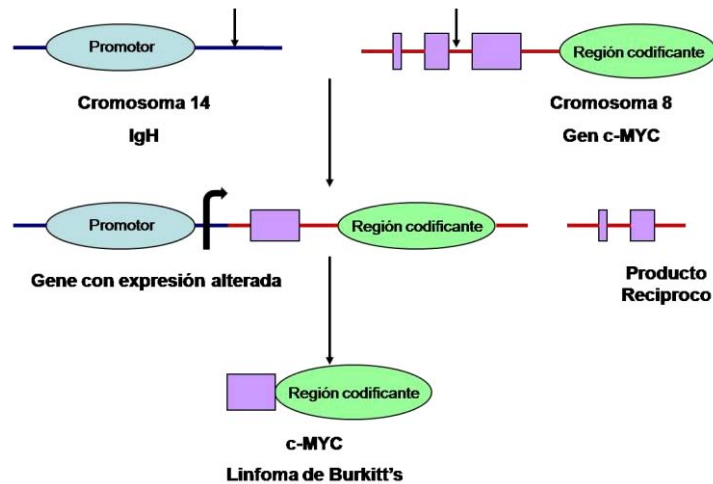 Promotor
Región codificante
Cromosoma 14
IgH
Cromosoma 8
Gen c-MYC
Promotor
Región codificante
Gene con expresión alterada
Producto
Reciproco
Región codificante
c-MYC
Linfoma de Burkitt's